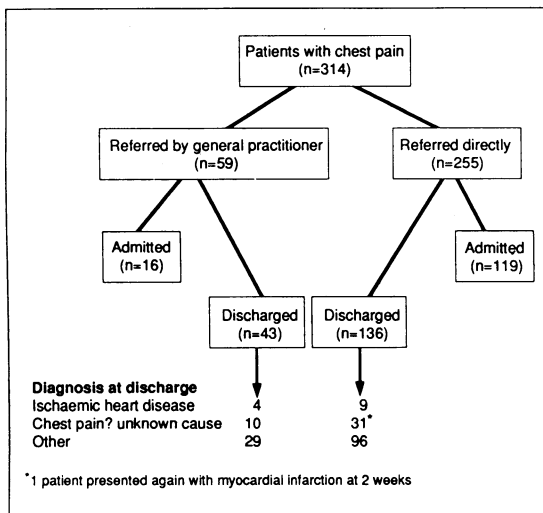 Patients with chest pain
(n=314)
Referred by general practitioner
(n=59)
Referred directly
(n=255)
Admitted
(n=16)
Admitted
(n=119)
Discharged
(n=43)
Discharged
(n=136)
Diagnosis at discharge
Ischaemic heart disease 4 9
Chest pain? unknown cause 10 31*
Other 29 96
*1 patient presented again with myocardial infarction at 2 weeks